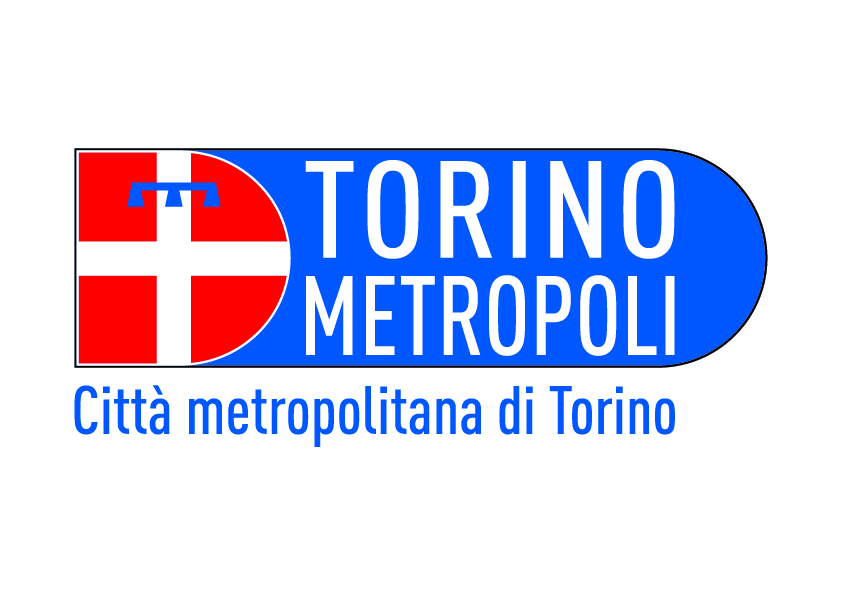 TORINO
METROPOLI
Città metropolitana di Torino